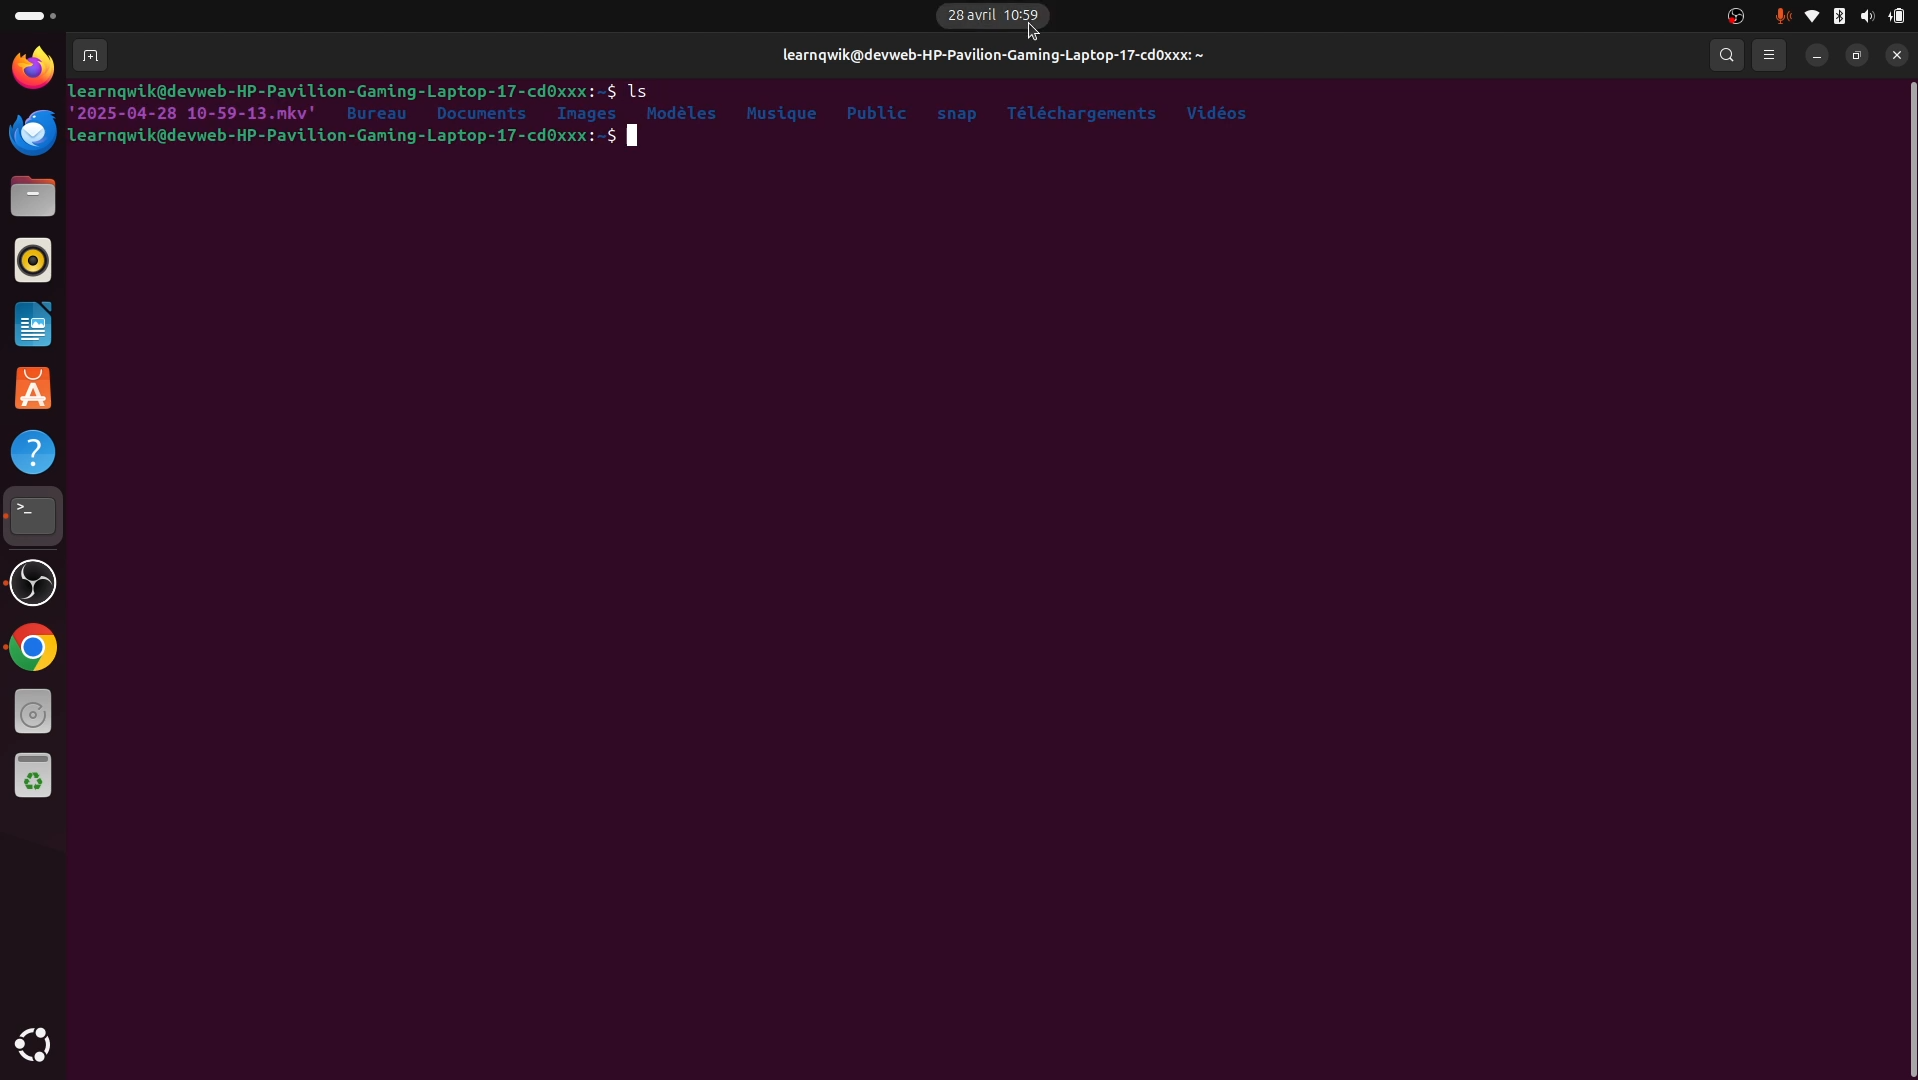 28 avril 10:59
learnqwik@devweb-HP-Pavilion-Gaming-Laptop-17-cd0xxx: ~
learnqwik@devweb-HP-Pavilion-Gaming-Laptop-17-cd0xxx:~$ ls
'2025-04-28 10-59-13.mkv' Bureau Documents Images Modèles Musique Public snap Téléchargements Vidéos
learnqwik@devweb-HP-Pavilion-Gaming-Laptop-17-cd0xxx:~$